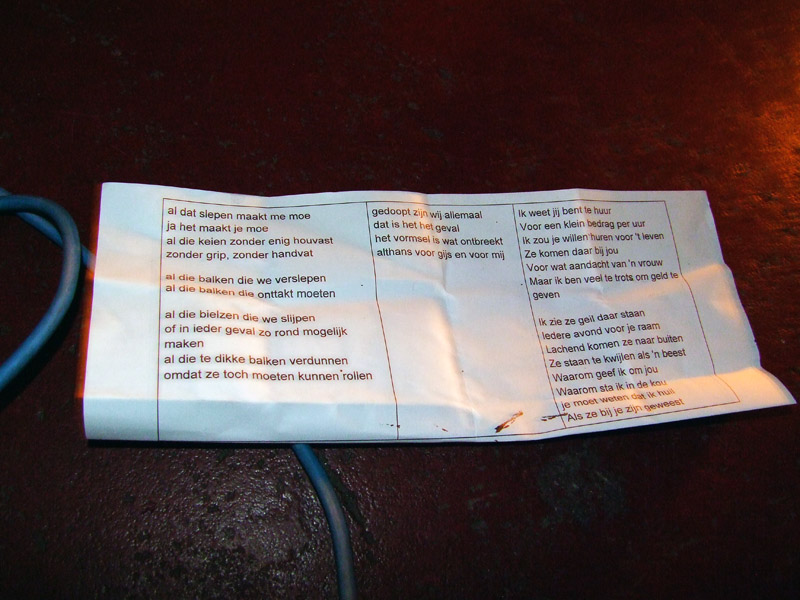 al dat slepen maakt me moe
ja het maakt je moe
al die keien zonder enig houvast
zonder grip, zonder handvat
al die balken die we verslepen
al die balken die onttakt moeten
al die bielzen die we slijpen
of in ieder geval zo rond mogelijk
maken
al die te dikke balken verdunnen
omdat ze toch moeten kunnen rollen
gedoopt zijn wij allemaal
dat is het het geval
het vormsel is wat ontbreekt
althans voor gijs en voor mij
Ik weet jij bent te huur
Voor een klein bedrag per uur
Ik zou je willen huren voor 't leven
Ze komen daar bij jou
Voor wat aandacht van 'n vrouw
Maar ik ben veel te trots om geld te
geven
Ik zie ze geil daar staan
Iedere avond voor je raam
Lachend komen ze naar buiten
Ze staan te kwijlen als 'n beest
Waarom geef ik om jou
Waarom sta ik in de kou
je moet weten dat ik huil
Als ze bij je zijn geweest